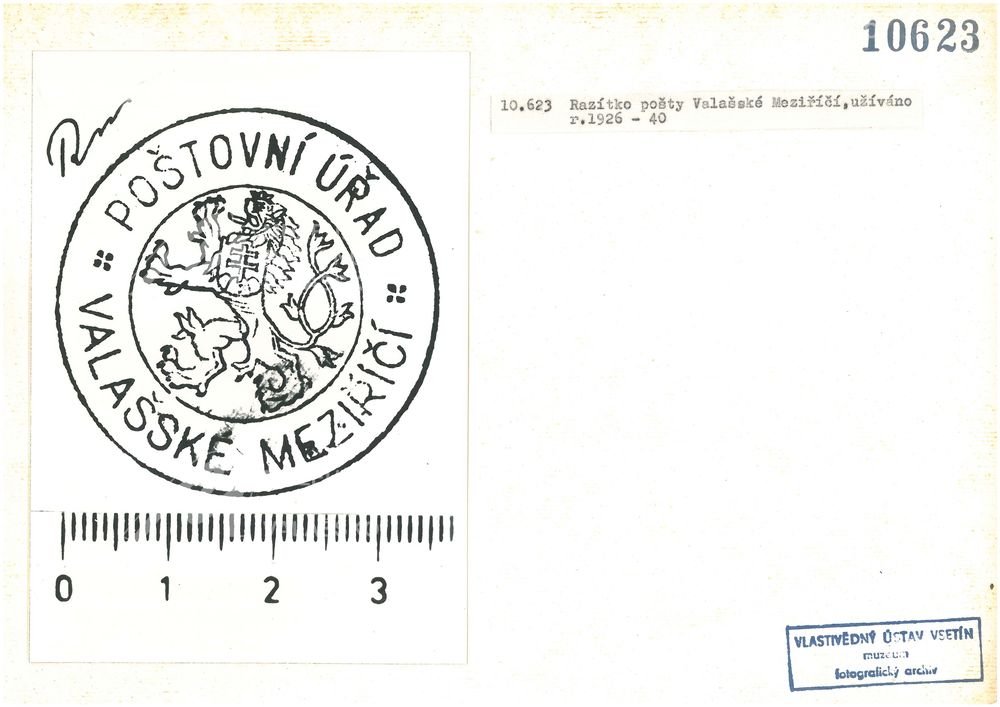 10623
10.623 Razítko pošty Valašské Meziříčí,užíváno
r.1926 - 40
POŠTOVNÍ ÚŘAD
VALAŠSKÉ MEZIŘÍČÍ
0 1 2 3
VLASTIVĚDNÝ ÚSTAV VSETÍN
muzeum
fotografický archiv